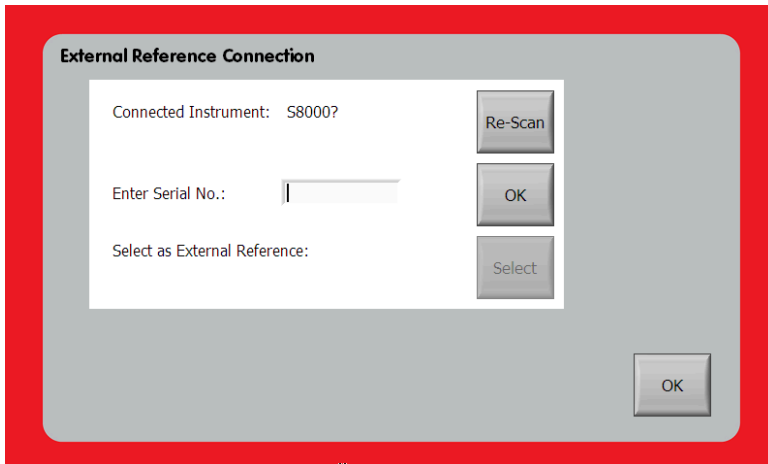 External Reference Connection
Connected Instrument: S8000?
Re-Scan
Enter Serial No.:
OK
Select as External Reference:
Select
OK